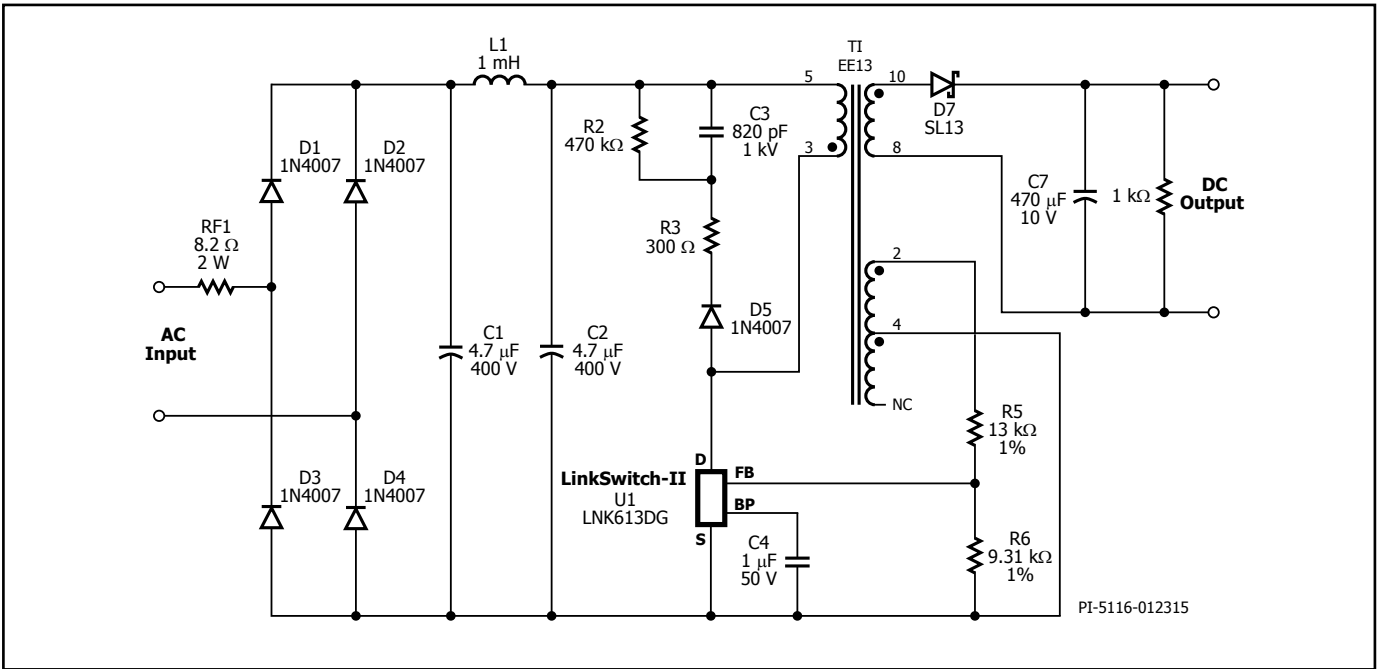 L1
1 mH
TI
EE13
5
10
D7
SL13
R2
470 kΩ
C3
820 pF
1 kV
3
8
D1
1N4007
D2
1N4007
C7
470 μF
10 V
1 kΩ
DC
Output
RF1
8.2 Ω
2 W
R3
300 Ω
2
AC
Input
D5
1N4007
C1
4.7 μF
400 V
C2
4.7 μF
400 V
4
NC
R5
13 kΩ
1%
D
FB
LinkSwitch-II
U1
LNK613DG
BP
S
D3
1N4007
D4
1N4007
C4
1 μF
50 V
R6
9.31 kΩ
1%
PI-5116-012315